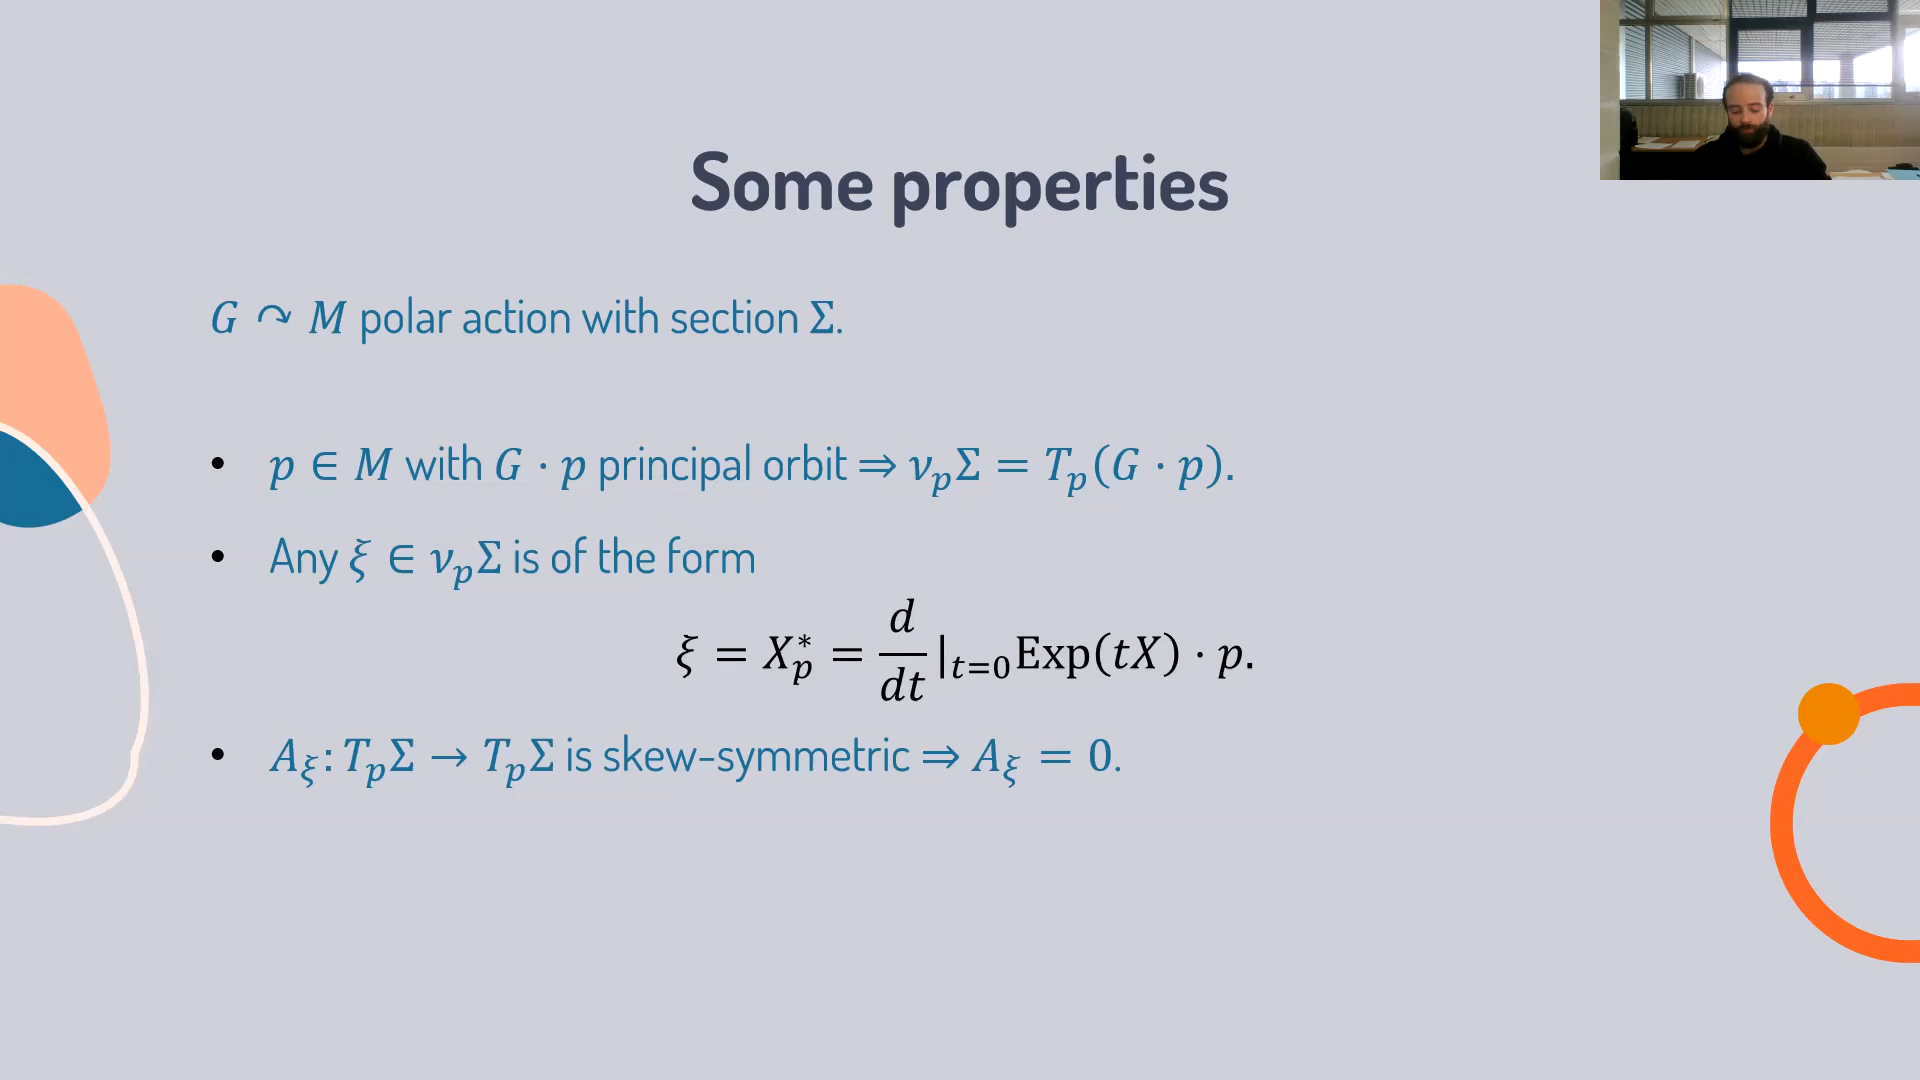 Some properties
G ↷ M polar action with section Σ.
• p ∈ M with G · p principal orbit ⇒ ν_pΣ = T_p(G · p).
• Any ξ ∈ ν_pΣ is of the form
ξ = X_p^* = d/dt |_{t=0} Exp(tX) · p.
• A_ξ: T_pΣ → T_pΣ is skew-symmetric ⇒ A_ξ = 0.